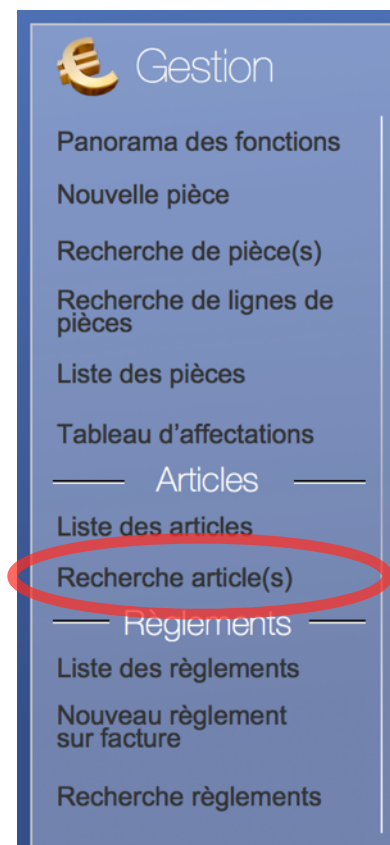 Gestion
Panorama des fonctions
Nouvelle pièce
Recherche de pièce(s)
Recherche de lignes de
pièces
Liste des pièces
Tableau d'affectations
Articles
Liste des articles
Recherche article(s)
Règlements
Liste des règlements
Nouveau règlement
sur facture
Recherche règlements